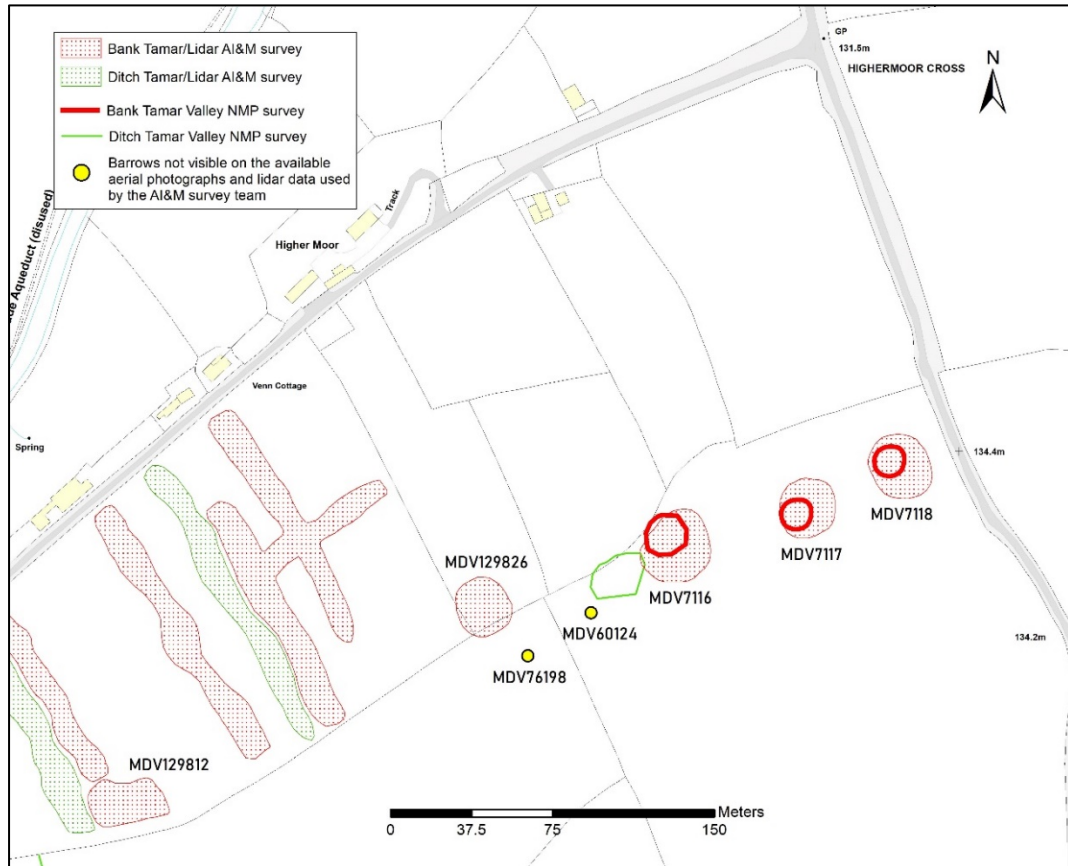 Bank Tamar/Lidar AI&M survey
Ditch Tamar/Lidar AI&M survey
Bank Tamar Valley NMP survey
Ditch Tamar Valley NMP survey
Barrows not visible on the available
aerial photographs and lidar data used
by the AI&M survey team
GP
131.5m
HIGHERMOOR CROSS
N
Track
Higher Moor
ude Aqueduct (disused)
Venn Cottage
Spring
134.4m
MDV7118
MDV7117
MDV129826
MDV7116
MDV60124
134.2m
MDV76198
MDV129812
Meters
0 37.5 75 150